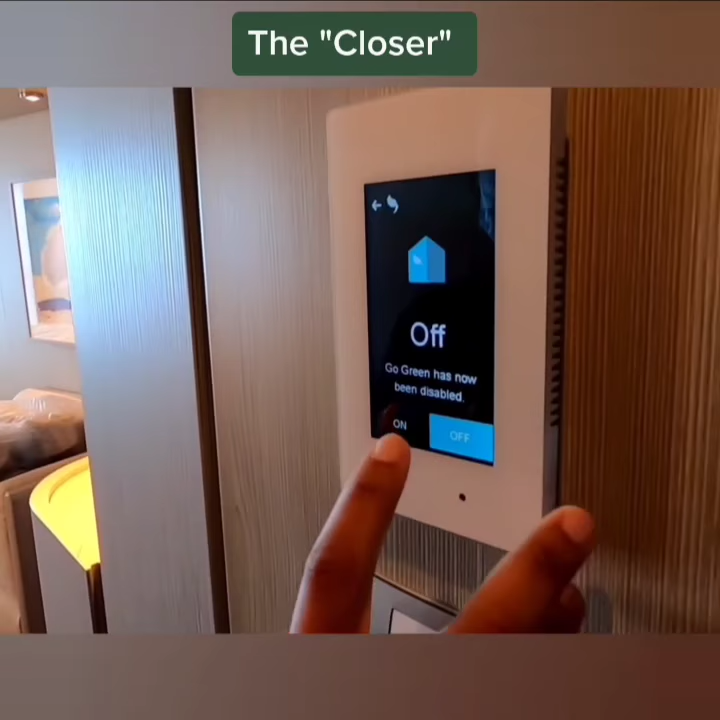 The "Closer"
Off
Go Green has now
been disabled.
ON
OFF